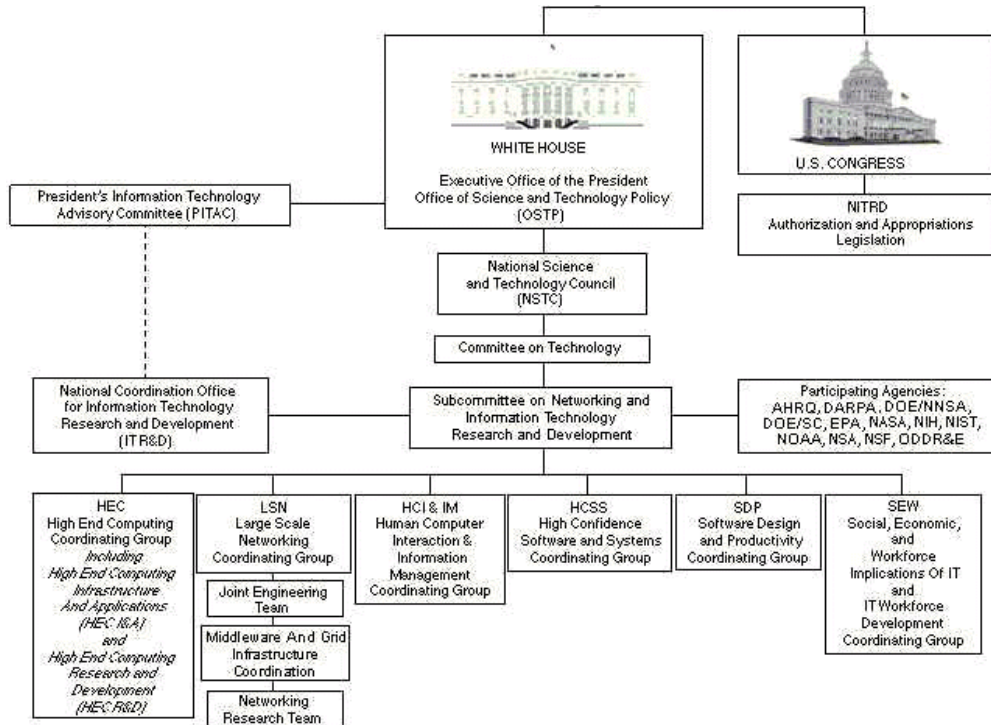 WHITE HOUSE
Executive Office of the President
Office of Science and Technology Policy
(OSTP)
U.S. CONGRESS
President's Information Technology
Advisory Committee (PITAC)
NITRD
Authorization and Appropriations
Legislation
National Science
and Technology Council
(NSTC)
Committee on Technology
National Coordination Office
for Information Technology
Research and Development
(ITR&D)
Subcommittee on Networking and
Information Technology
Research and Development
Participating Agencies:
AHRQ, DARPA, DOE/NNSA,
DOE/SC, EPA, NASA, NIH, NIST,
NOAA, NSA, NSF, ODDR&E
HEC
High End Computing
Coordinating Group
Including
High End Computing
Infrastructure
And Applications
(HEC I&A)
and
High End Computing
Research and
Development
(HEC R&D)
LSN
Large Scale
Networking
Coordinating Group
Joint Engineering
Team
Middleware And Grid
Infrastructure
Coordination
Networking
Research Team
HCI & IM
Human Computer
Interaction &
Information
Management
Coordinating Group
HCSS
High Confidence
Software and Systems
Coordinating Group
SDP
Software Design
and Productivity
Coordinating Group
SEW
Social, Economic,
and
Workforce
Implications Of IT
and
IT Workforce
Development
Coordinating Group